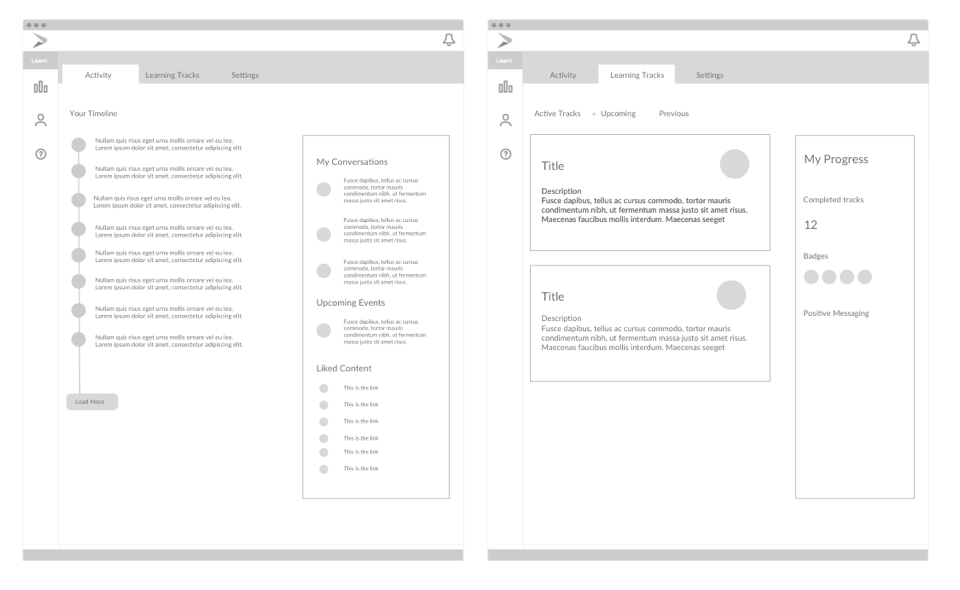 Learn
Activity
Learning Tracks
Settings
Your Timeline
Nullam quis risus eget urna mollis ornare vel eu leo.
Lorem ipsum dolor sit amet, consectetur adipiscing elit.
Nullam quis risus eget urna mollis ornare vel eu leo.
Lorem ipsum dolor sit amet, consectetur adipiscing elit.
Nullam quis risus eget urna mollis ornare vel eu leo.
Lorem ipsum dolor sit amet, consectetur adipiscing elit.
Nullam quis risus eget urna mollis ornare vel eu leo.
Lorem ipsum dolor sit amet, consectetur adipiscing elit.
Nullam quis risus eget urna mollis ornare vel eu leo.
Lorem ipsum dolor sit amet, consectetur adipiscing elit.
Nullam quis risus eget urna mollis ornare vel eu leo.
Lorem ipsum dolor sit amet, consectetur adipiscing elit.
Nullam quis risus eget urna mollis ornare vel eu leo.
Lorem ipsum dolor sit amet, consectetur adipiscing elit.
Nullam quis risus eget urna mollis ornare vel eu leo.
Lorem ipsum dolor sit amet, consectetur adipiscing elit.
Load More
My Conversations
Fusce dapibus, tellus ac cursus
commodo, tortor mauris
condimentum nibh, ut fermentum
massa justo sit amet risus.
Fusce dapibus, tellus ac cursus
commodo, tortor mauris
condimentum nibh, ut fermentum
massa justo sit amet risus.
Fusce dapibus, tellus ac cursus
commodo, tortor mauris
condimentum nibh, ut fermentum
massa justo sit amet risus.
Upcoming Events
Fusce dapibus, tellus ac cursus
commodo, tortor mauris
condimentum nibh, ut fermentum
massa justo sit amet risus.
Liked Content
This is the link
This is the link
This is the link
This is the link
This is the link
This is the link
Learn
Activity
Learning Tracks
Settings
Active Tracks
Upcoming
Previous
Title
Description
Fusce dapibus, tellus ac cursus commodo, tortor mauris
condimentum nibh, ut fermentum massa justo sit amet risus.
Maecenas faucibus mollis interdum. Maecenas seeget
Title
Description
Fusce dapibus, tellus ac cursus commodo, tortor mauris
condimentum nibh, ut fermentum massa justo sit amet risus.
Maecenas faucibus mollis interdum. Maecenas seeget
My Progress
Completed tracks
12
Badges
Positive Messaging